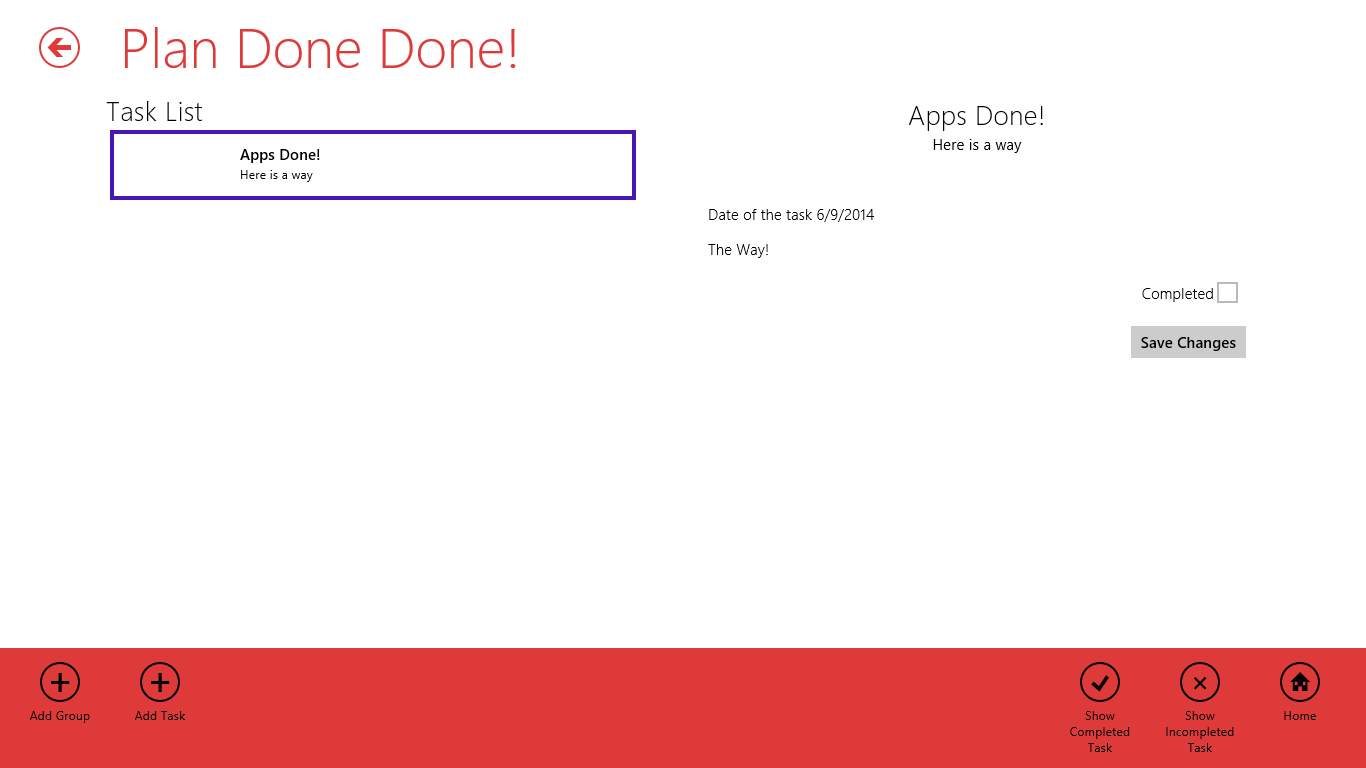 Plan Done Done!
Task List
Apps Done!
Here is a way
Apps Done!
Here is a way
Date of the task 6/9/2014
The Way!
Completed
Save Changes
Add Group
Add Task
Show
Completed
Task
Show
Incompleted
Task
Home